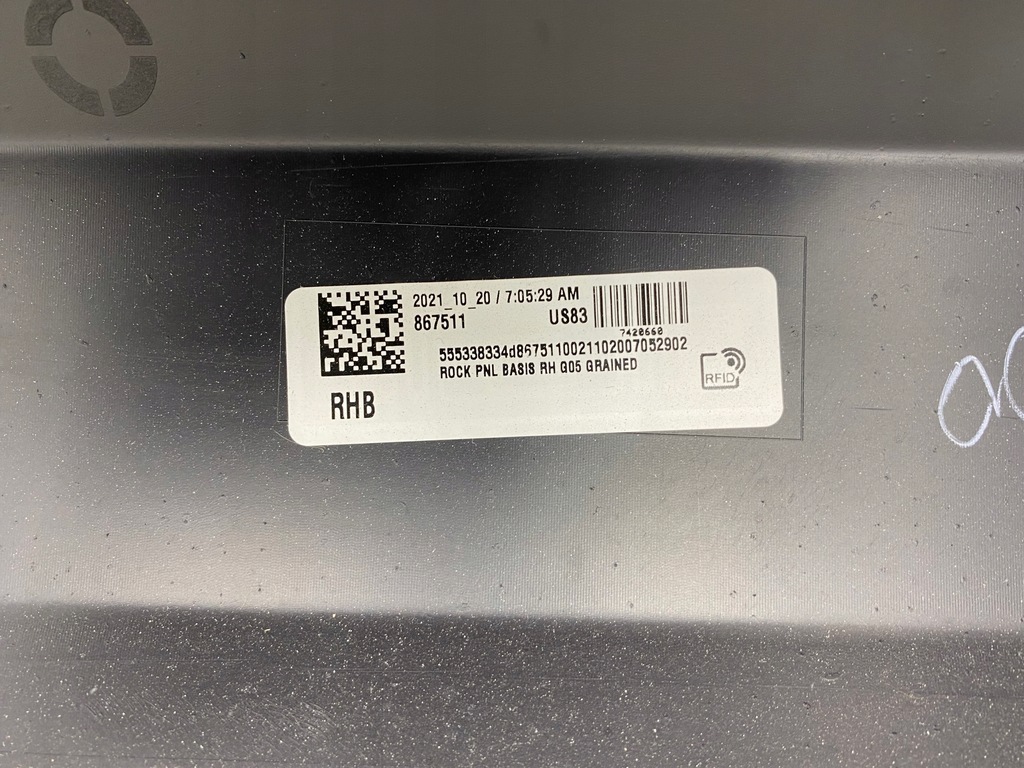 2021_10_20 / 7:05:29 AM
867511 US83
7420660
555338334d8675110021102007052902
ROCK PNL BASIS RH G05 GRAINED
RFID
RHB